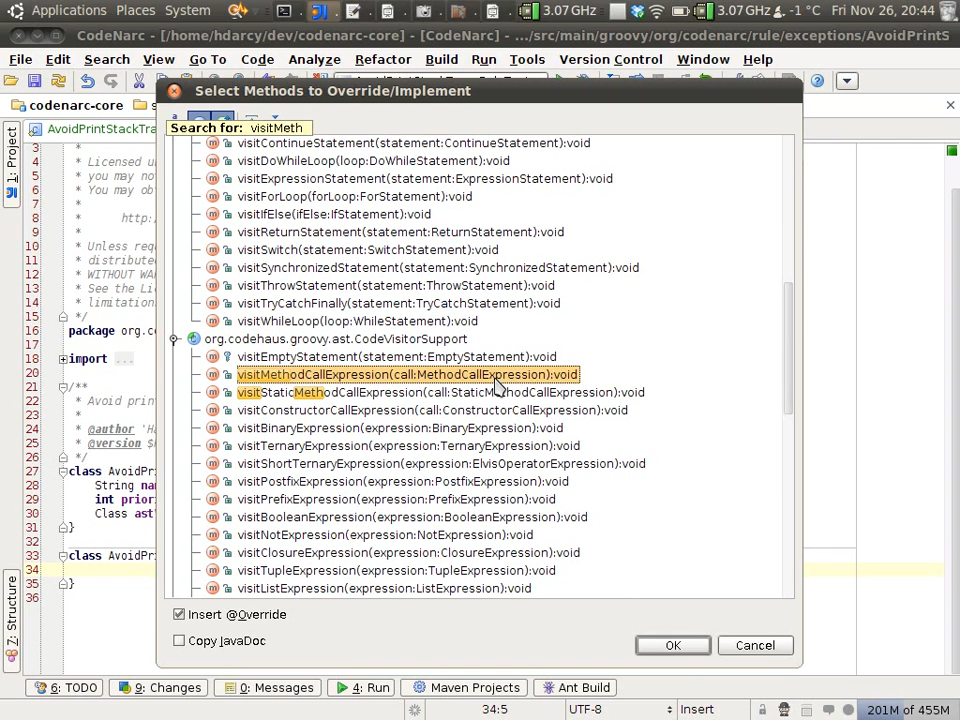 Applications Places System 3.07 GHz -1 °C 3.07 GHz Fri Nov 26, 20:44
CodeNarc - [/home/hdarcy/dev/codenarc-core] - [CodeNarc] - .../src/main/groovy/org/codenarc/rule/exceptions/AvoidPrintS
File Edit Search View Go To Code Analyze Refactor Build Run Tools Version Control Window Help
codenarc-core
Select Methods to Override/Implement
AvoidPrintStackTra
Search for: visitMeth
1: Project
7: Structure
3 *
4 * Licensed u
5 * you may no
6 * You may ob
7 *
8 * http:
9 *
10 * Unless req
11 * distribute
12 * WITHOUT WA
13 * See the Li
14 * limitation
15 */
16 package org.c
17
18 import ...
20
21 /**
22 * Avoid prin
23 *
24 * @author 'H
25 * @version $
26 */
27 class AvoidPr
28 String na
29 int prior
30 Class ast
31 }
32
33 class AvoidPr
34
35 }
36
visitContinueStatement(statement:ContinueStatement):void
visitDoWhileLoop(loop:DoWhileStatement):void
visitExpressionStatement(statement:ExpressionStatement):void
visitForLoop(forLoop:ForStatement):void
visitIfElse(ifElse:IfStatement):void
visitReturnStatement(statement:ReturnStatement):void
visitSwitch(statement:SwitchStatement):void
visitSynchronizedStatement(statement:SynchronizedStatement):void
visitThrowStatement(statement:ThrowStatement):void
visitTryCatchFinally(statement:TryCatchStatement):void
visitWhileLoop(loop:WhileStatement):void
org.codehaus.groovy.ast.CodeVisitorSupport
visitEmptyStatement(statement:EmptyStatement):void
visitMethodCallExpression(call:MethodCallExpression):void
visitStaticMethodCallExpression(call:StaticMethodCallExpression):void
visitConstructorCallExpression(call:ConstructorCallExpression):void
visitBinaryExpression(expression:BinaryExpression):void
visitTernaryExpression(expression:TernaryExpression):void
visitShortTernaryExpression(expression:ElvisOperatorExpression):void
visitPostfixExpression(expression:PostfixExpression):void
visitPrefixExpression(expression:PrefixExpression):void
visitBooleanExpression(expression:BooleanExpression):void
visitNotExpression(expression:NotExpression):void
visitClosureExpression(expression:ClosureExpression):void
visitTupleExpression(expression:TupleExpression):void
visitListExpression(expression:ListExpression):void
Insert @Override
Copy JavaDoc
OK Cancel
6: TODO 9: Changes 0: Messages 4: Run Maven Projects Ant Build
34:5 UTF-8 Insert 201M of 455M